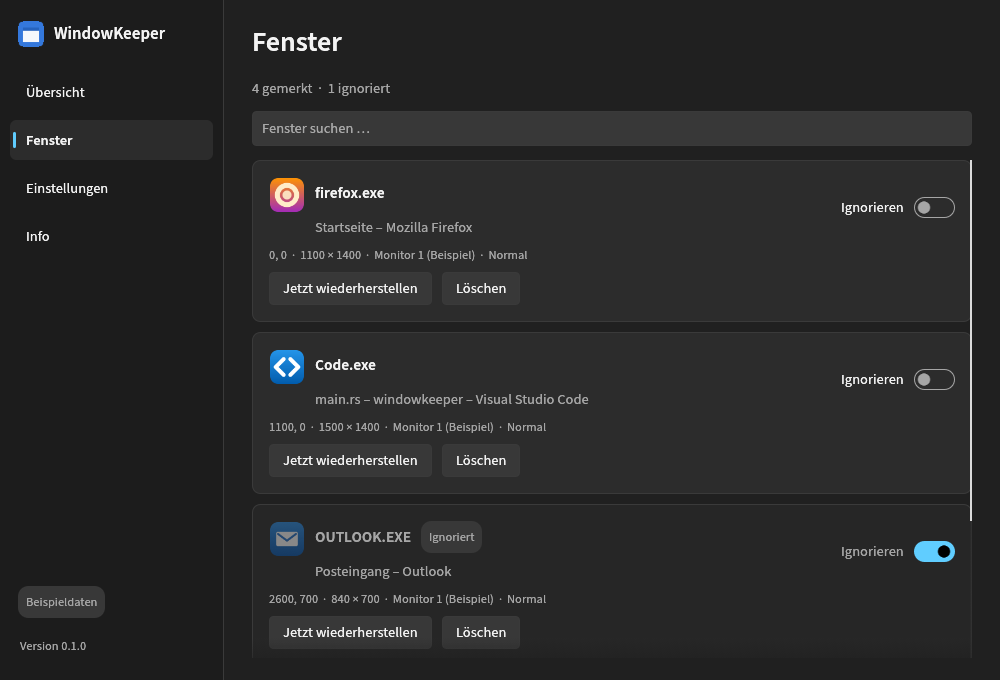 WindowKeeper
Übersicht
Fenster
Einstellungen
Info
Beispieldaten
Version 0.1.0
Fenster
4 gemerkt · 1 ignoriert
Fenster suchen …
firefox.exe
Ignorieren
Startseite – Mozilla Firefox
0, 0 · 1100 × 1400 · Monitor 1 (Beispiel) · Normal
Jetzt wiederherstellen Löschen
Code.exe
Ignorieren
main.rs – windowkeeper – Visual Studio Code
1100, 0 · 1500 × 1400 · Monitor 1 (Beispiel) · Normal
Jetzt wiederherstellen Löschen
OUTLOOK.EXE Ignoriert
Ignorieren
Posteingang – Outlook
2600, 700 · 840 × 700 · Monitor 1 (Beispiel) · Normal
Jetzt wiederherstellen Löschen